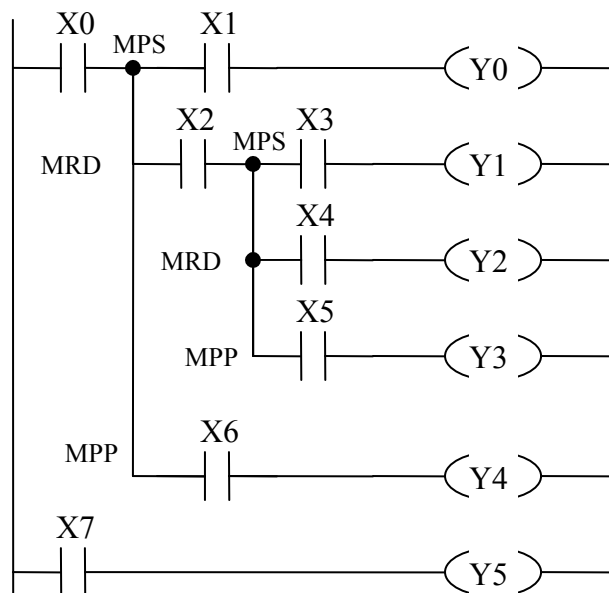 X0 MPS X1 Y0
X2 MPS X3
MRD Y1
X4
MRD Y2
X5
MPP Y3
X6
MPP Y4
X7
Y5